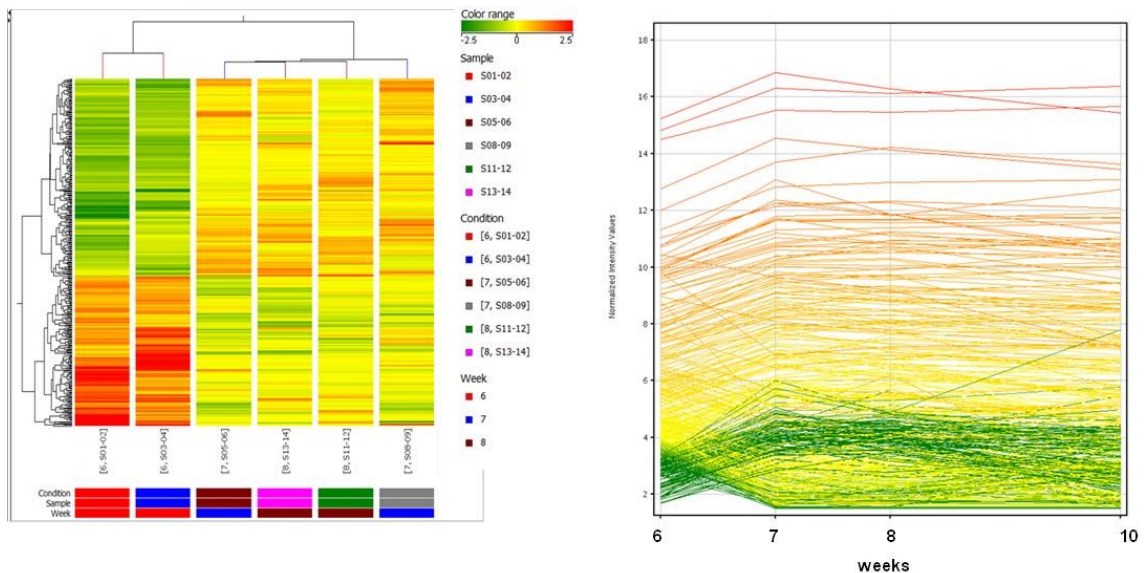 Color range
-2.5 0 2.5
Sample
S01-02
S03-04
S05-06
S08-09
S11-12
S13-14
Condition
[6, S01-02]
[6, S03-04]
[7, S05-06]
[7, S08-09]
[8, S11-12]
[8, S13-14]
Week
6
7
8
[6, S01-02]
[6, S03-04]
[7, S05-06]
[8, S13-14]
[8, S11-12]
[7, S08-09]
Condition
Sample
Week
Normalized Intensity Values
18
16
14
12
10
8
6
4
2
6 7 8 10
weeks